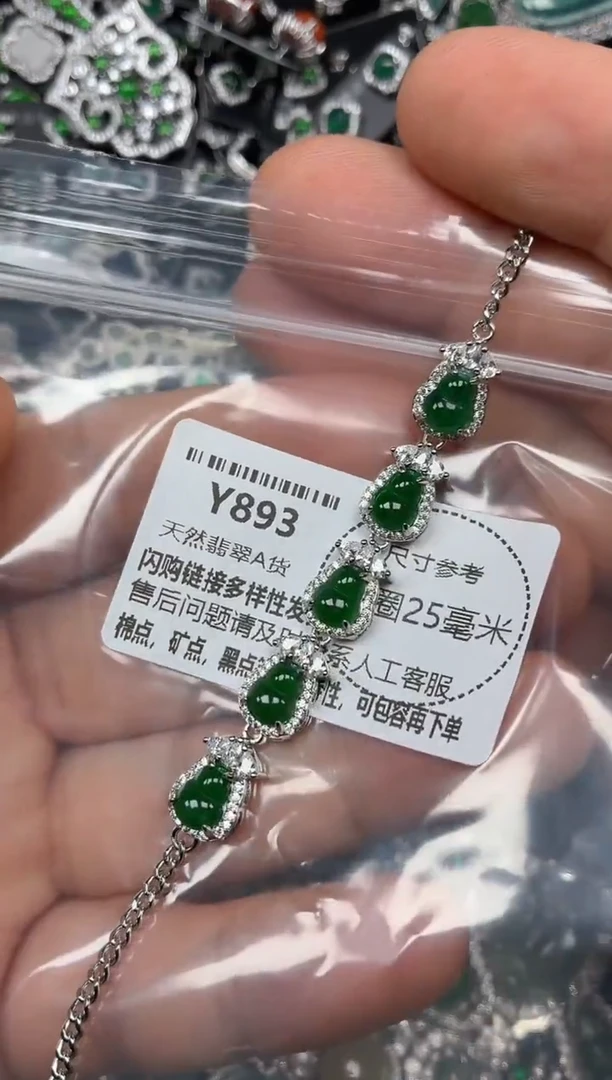 Y893
天然翡翠A货
尺寸参考
闪购链接多样性发
圈25毫米
售后问题请及
系人工客服
棉点，矿点，黑点
性，可包容再下单